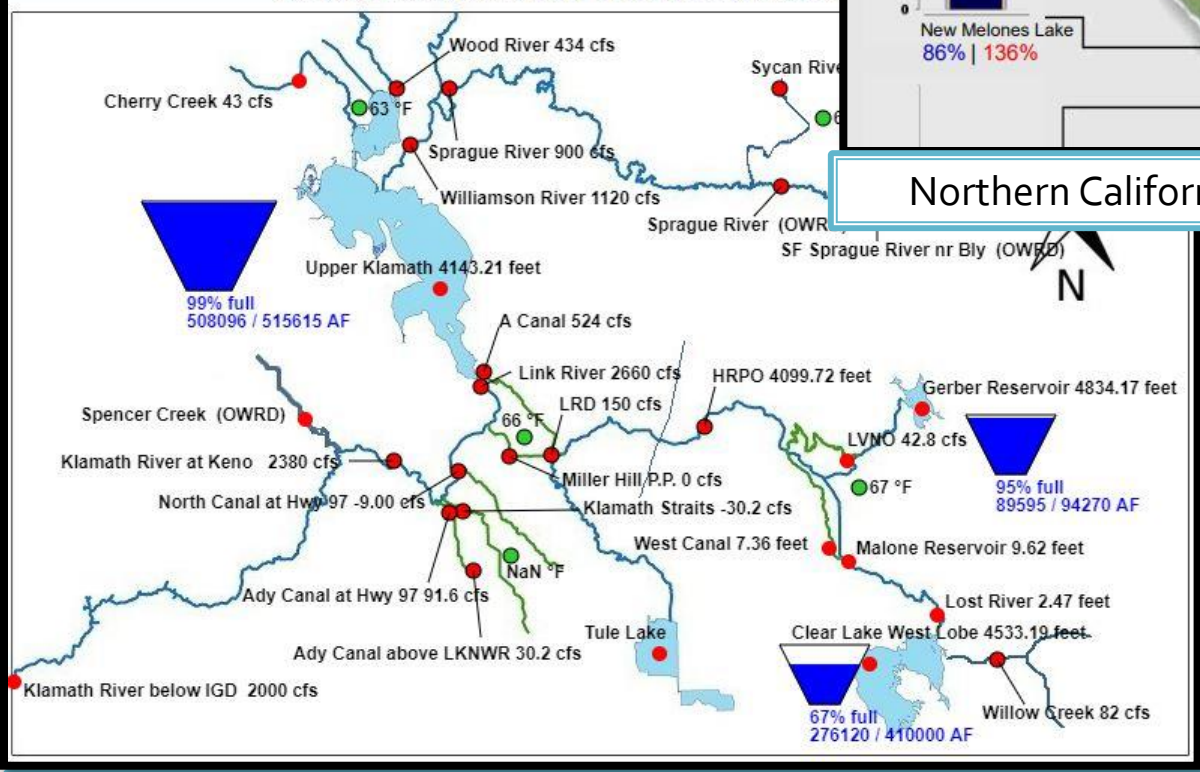 0
New Melones Lake
86% | 136%
Northern Califor
Wood River 434 cfs
Sycan Rive
Cherry Creek 43 cfs
63 °F
6
Sprague River 900 cfs
Williamson River 1120 cfs
Sprague River (OWR
SF Sprague River nr Bly (OWRD)
N
Upper Klamath 4143.21 feet
99% full
508096 / 515615 AF
A Canal 524 cfs
Link River 2660 cfs
HRPO 4099.72 feet
Gerber Reservoir 4834.17 feet
LRD 150 cfs
Spencer Creek (OWRD)
66 °F
LVNO 42.8 cfs
Klamath River at Keno 2380 cfs
Miller Hill P.P. 0 cfs
67 °F
95% full
89595 / 94270 AF
North Canal at Hwy 97 -9.00 cfs
Klamath Straits -30.2 cfs
West Canal 7.36 feet
Malone Reservoir 9.62 feet
NaN °F
Ady Canal at Hwy 97 91.6 cfs
Lost River 2.47 feet
Tule Lake
Clear Lake West Lobe 4533.19 feet
Ady Canal above LKNWR 30.2 cfs
Klamath River below IGD 2000 cfs
67% full
276120 / 410000 AF
Willow Creek 82 cfs